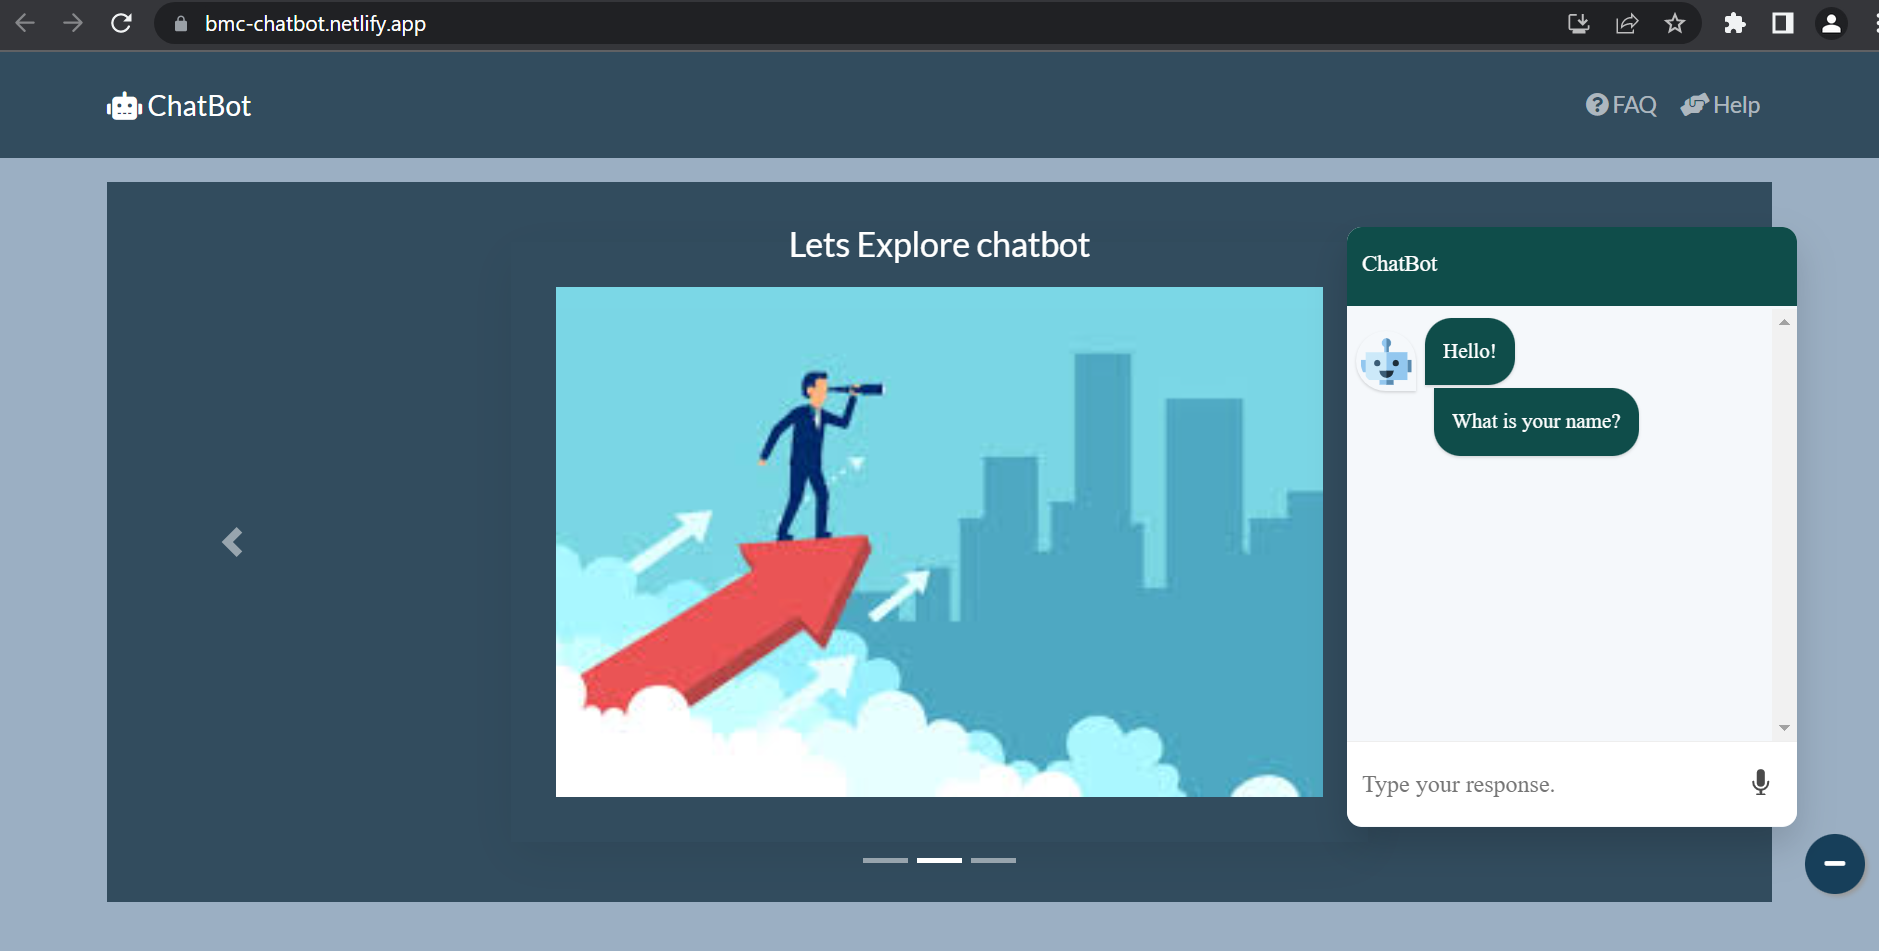 bmc-chatbot.netlify.app
ChatBot
FAQ
Help
Lets Explore chatbot
ChatBot
Hello!
What is your name?
Type your response.